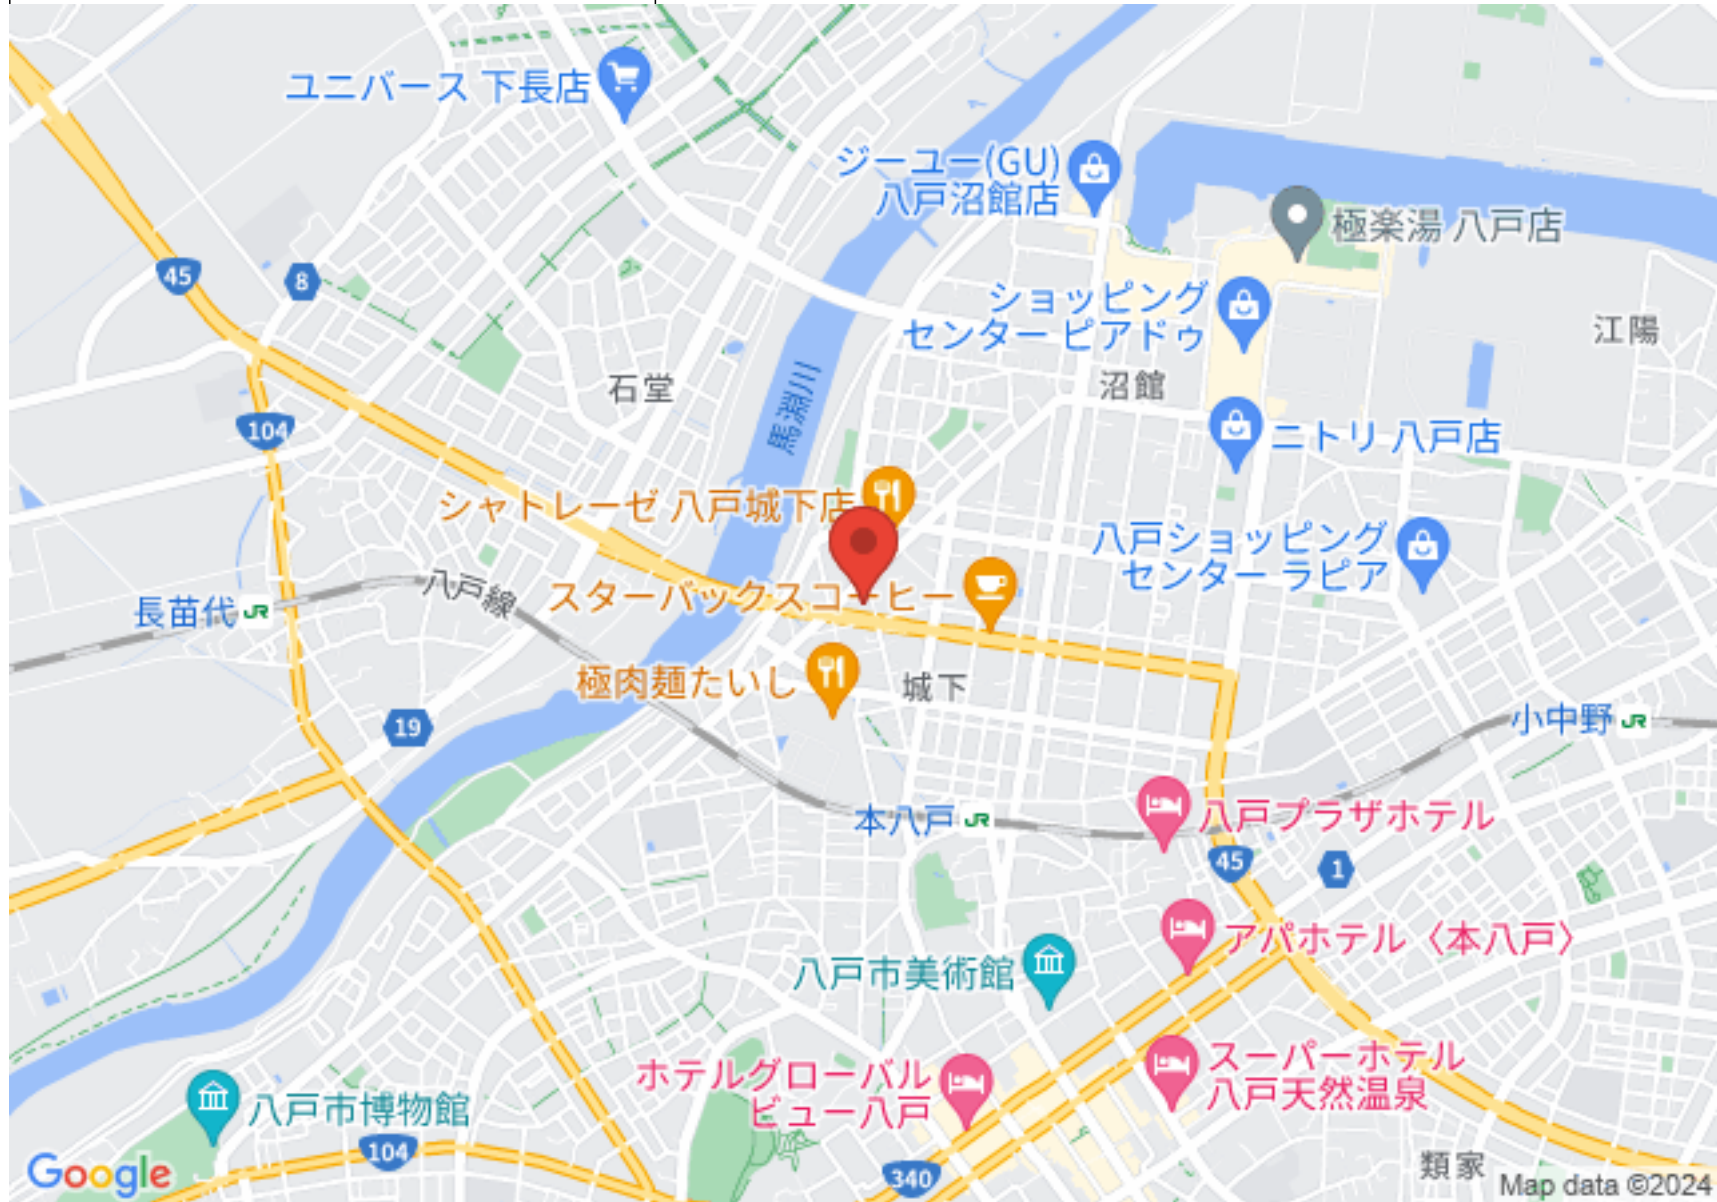 ユニバース 下長店
ジーユー(GU)
八戸沼館店
極楽湯 八戸店
45
8
ショッピング
センター ピアドゥ
江陽
石堂
沼館
馬淵川
104
ニトリ 八戸店
シャトレーゼ 八戸城下店
八戸ショッピング
センター ラピア
八戸線
スターバックスコーヒー
長苗代 JR
極肉麺たいし
城下
19
小中野 JR
本八戸 JR
八戸プラザホテル
45
1
アパホテル〈本八戸〉
八戸市美術館
スーパーホテル
八戸天然温泉
ホテルグローバル
ビュー八戸
八戸市博物館
104
340
類家
Google
Map data ©2024